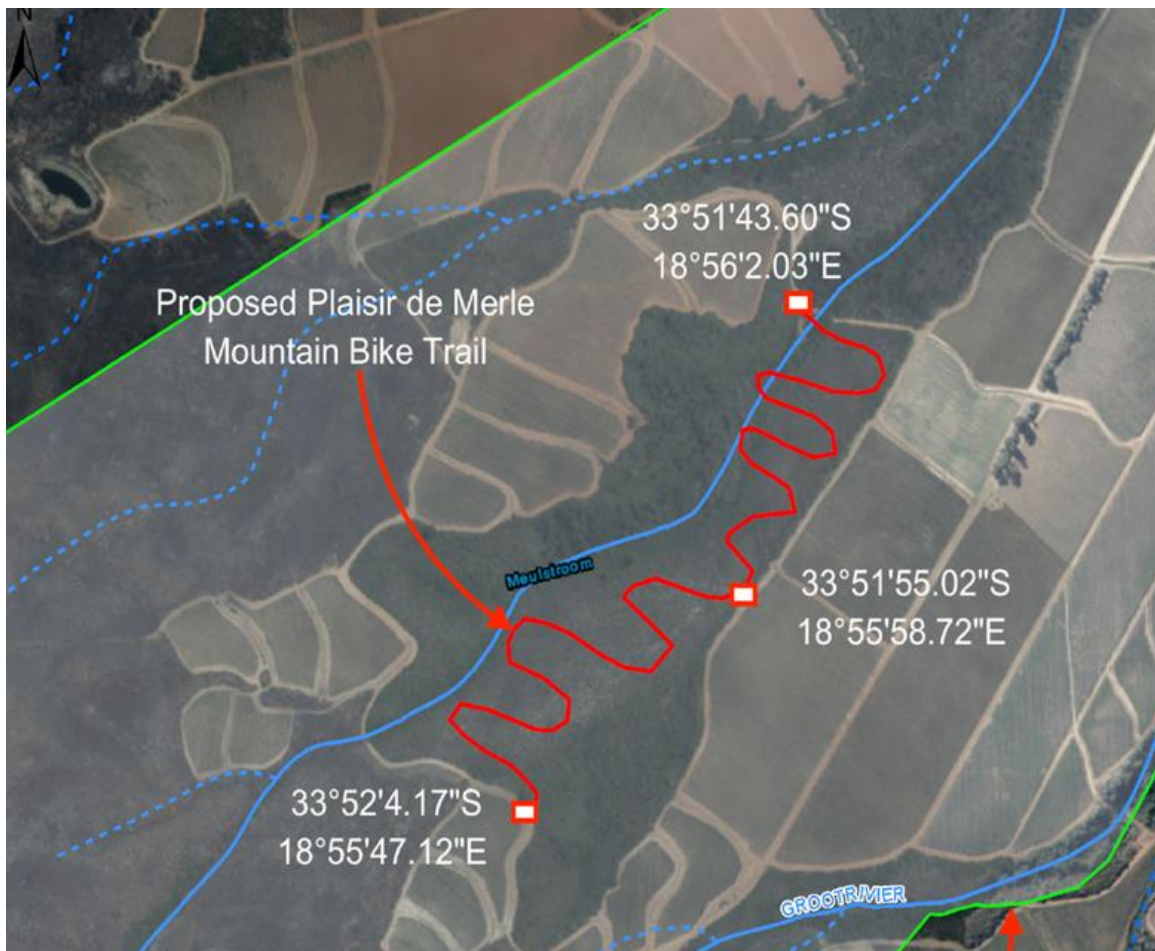 N
33°51'43.60"S
18°56'2.03"E
Proposed Plaisir de Merle
Mountain Bike Trail
Meulstroom
33°51'55.02"S
18°55'58.72"E
33°52'4.17"S
18°55'47.12"E
GROOTRIVIER